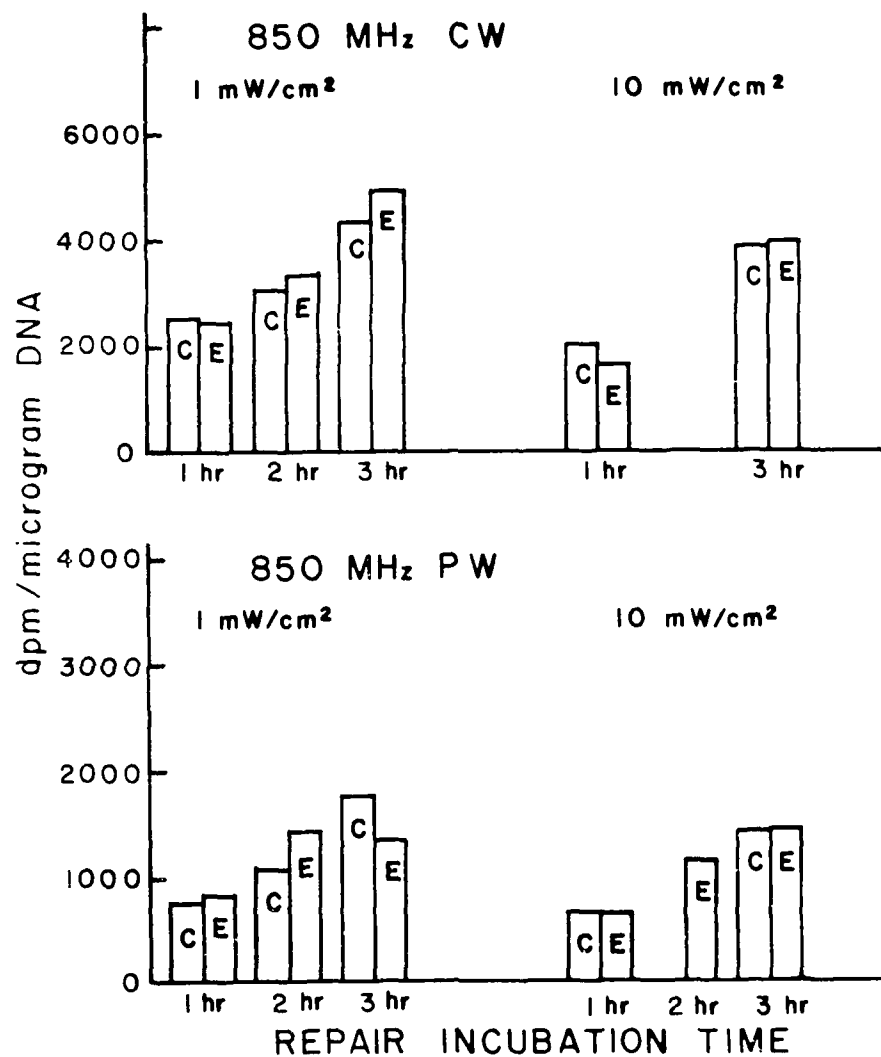 850 MHz CW
1 mW/cm²
10 mW/cm²
6000
4000
2000
0
C E C E C E C E C E
1 hr 2 hr 3 hr 1 hr 3 hr
dpm/microgram DNA
850 MHz PW
1 mW/cm²
10 mW/cm²
4000
3000
2000
1000
0
C E C E C E C E E C E
1 hr 2 hr 3 hr 1 hr 2 hr 3 hr
REPAIR INCUBATION TIME